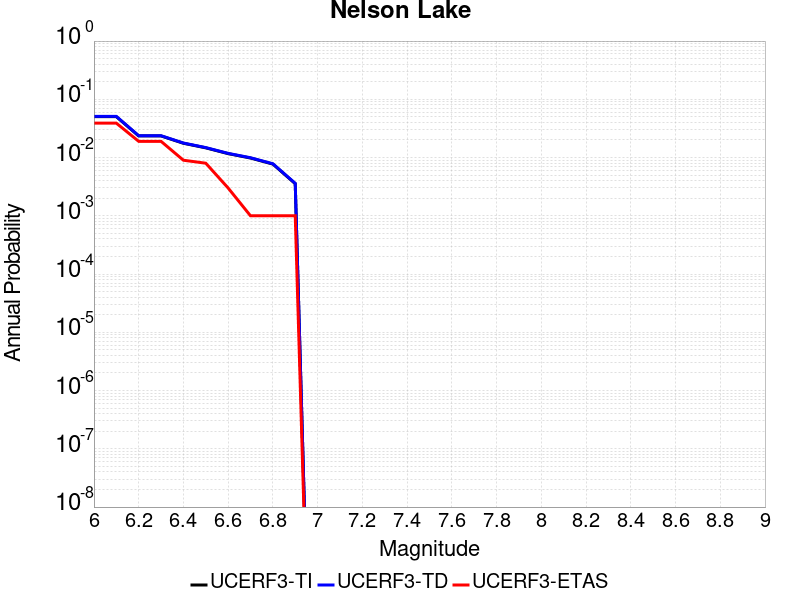 Nelson Lake
10^0
10^-1
10^-2
10^-3
10^-4
10^-5
10^-6
10^-7
10^-8
Annual Probability
6 6.2 6.4 6.6 6.8 7 7.2 7.4 7.6 7.8 8 8.2 8.4 8.6 8.8 9
Magnitude
UCERF3-TI UCERF3-TD UCERF3-ETAS